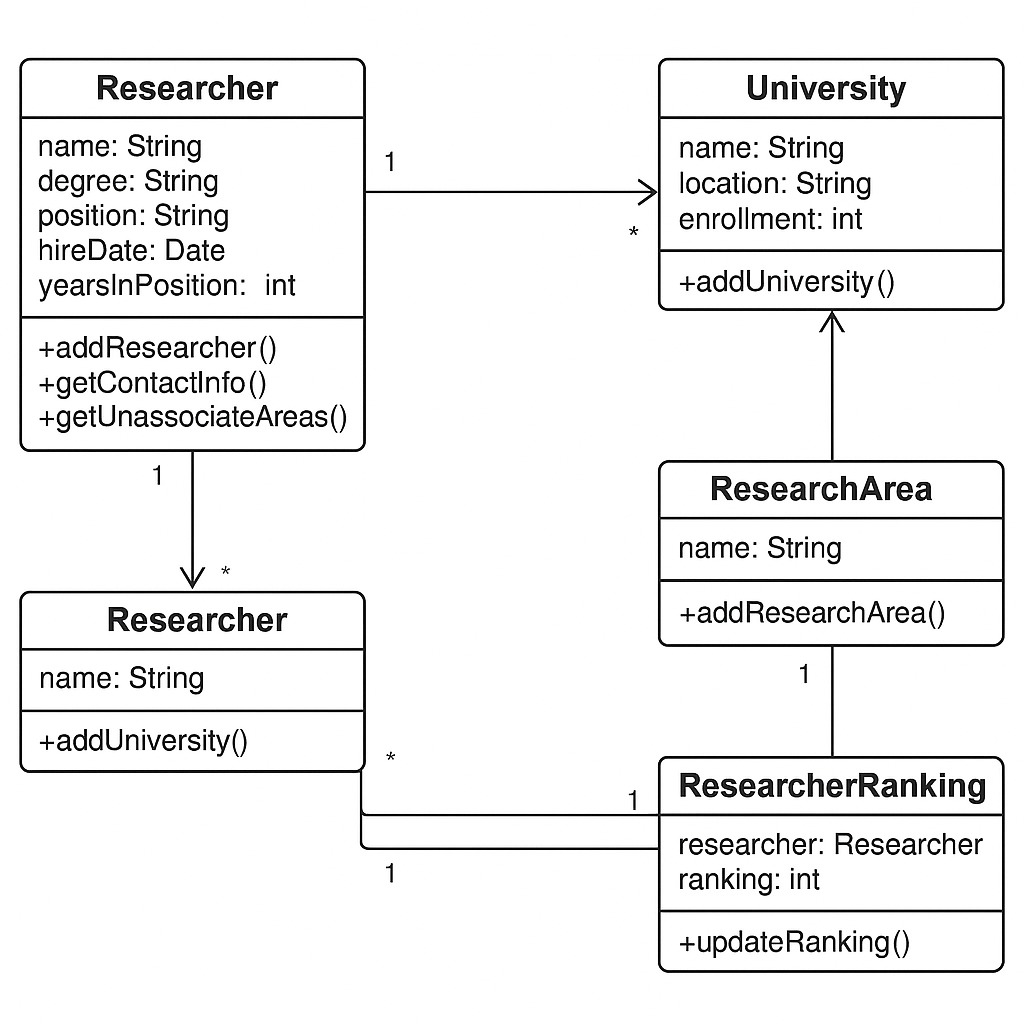 Researcher
name: String
degree: String
position: String
hireDate: Date
yearsInPosition: int
+addResearcher()
+getContactInfo()
+getUnassociateAreas()
1
*
University
name: String
location: String
enrollment: int
+addUniversity()
1
*
Researcher
name: String
+addUniversity()
ResearchArea
name: String
+addResearchArea()
1
*
1
1
ResearcherRanking
researcher: Researcher
ranking: int
+updateRanking()